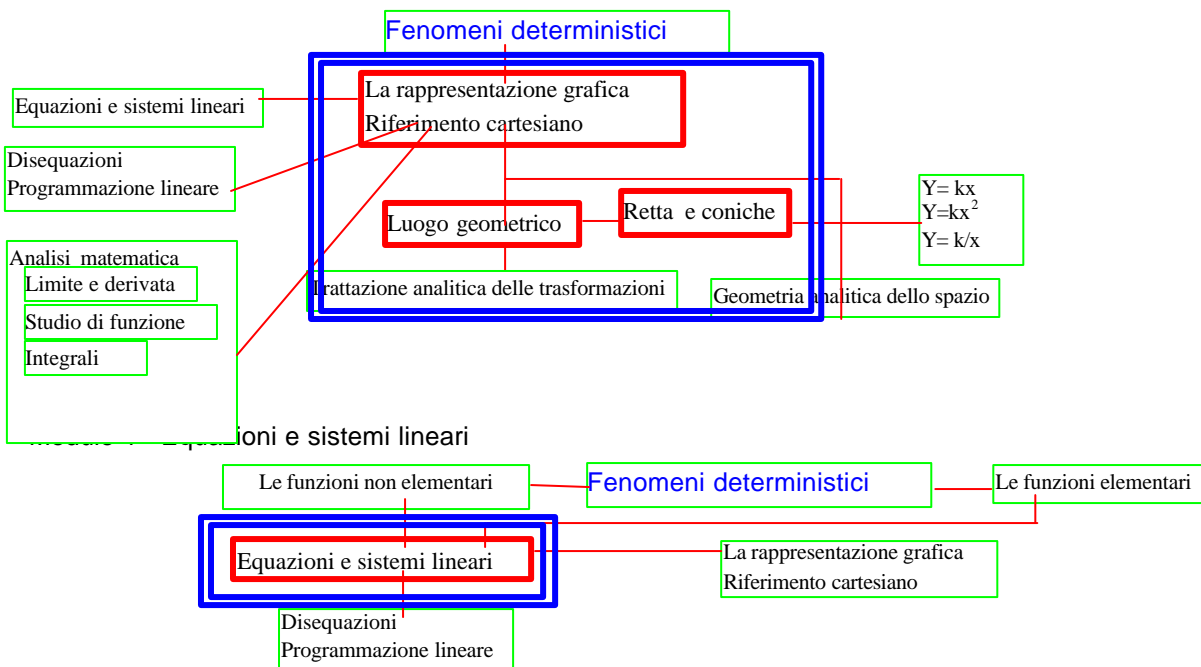 Fenomeni deterministici
La rappresentazione grafica
Riferimento cartesiano
Equazioni e sistemi lineari
Disequazioni
Programmazione lineare
Luogo geometrico
Retta e coniche
Y= kx
Y=kx²
Y= k/x
Analisi matematica
Limite e derivata
Studio di funzione
Integrali
Trattazione analitica delle trasformazioni
Geometria analitica dello spazio
Equazioni e sistemi lineari
Le funzioni non elementari
Fenomeni deterministici
Le funzioni elementari
Equazioni e sistemi lineari
La rappresentazione grafica
Riferimento cartesiano
Disequazioni
Programmazione lineare